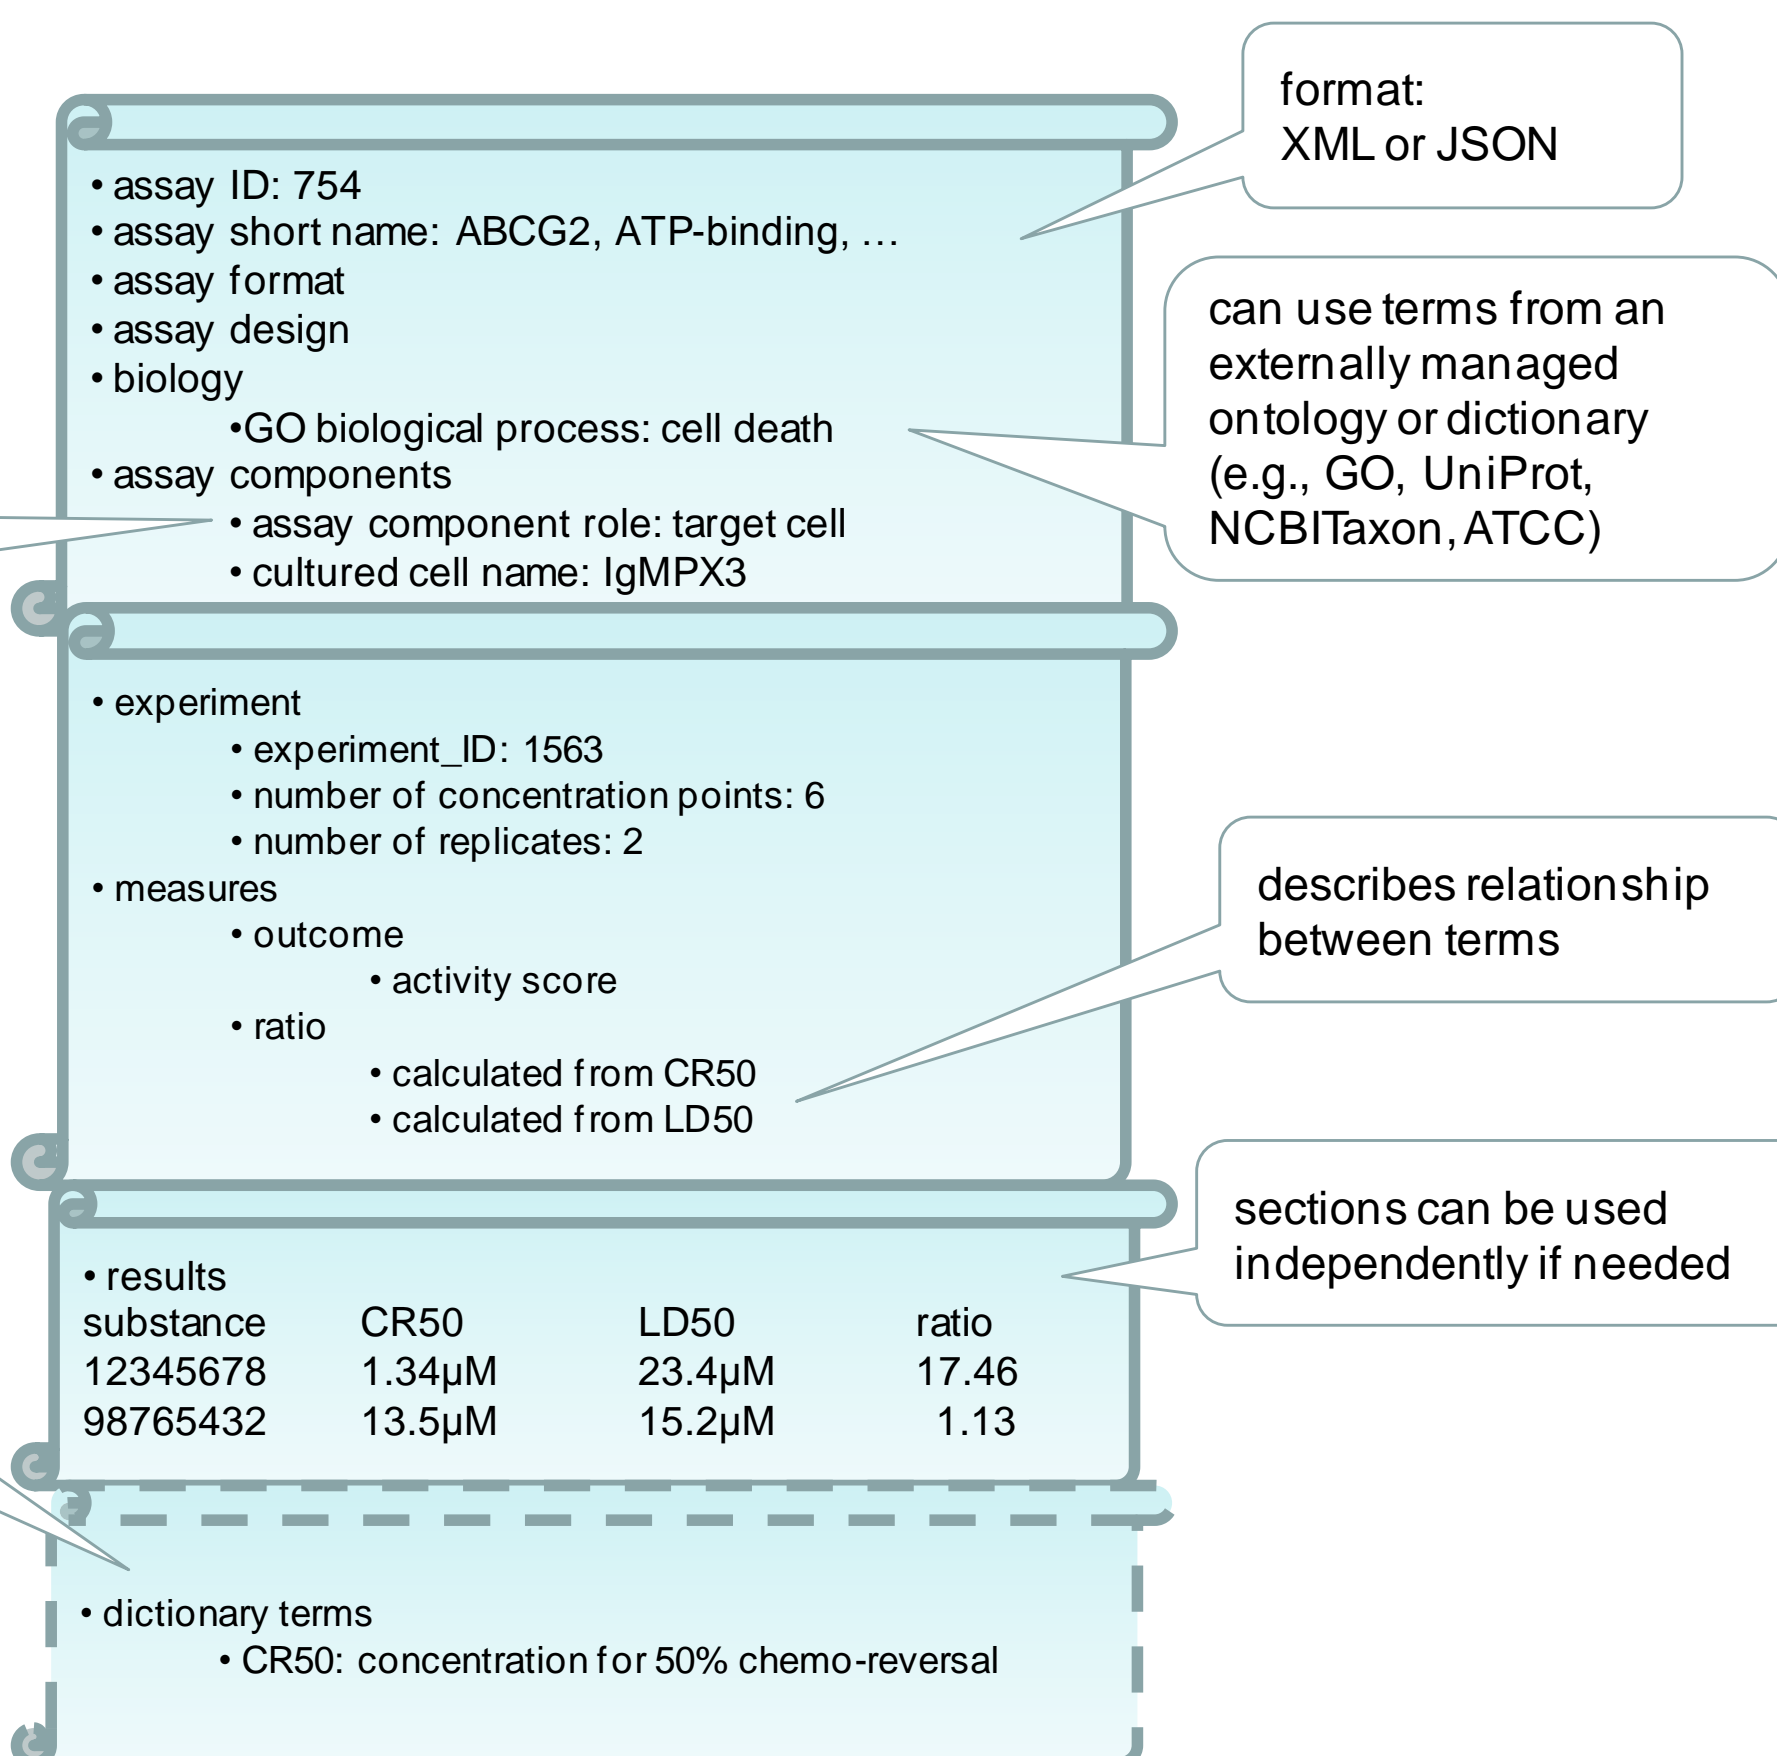 format:
XML or JSON
• assay ID: 754
• assay short name: ABCG2, ATP-binding, …
• assay format
• assay design
• biology
•GO biological process: cell death
• assay components
• assay component role: target cell
• cultured cell name: IgMPX3
can use terms from an
externally managed
ontology or dictionary
(e.g., GO, UniProt,
NCBITaxon, ATCC)
• experiment
• experiment_ID: 1563
• number of concentration points: 6
• number of replicates: 2
• measures
• outcome
• activity score
• ratio
• calculated from CR50
• calculated from LD50
describes relationship
between terms
sections can be used
independently if needed
• results
substance CR50 LD50 ratio
12345678 1.34µM 23.4µM 17.46
98765432 13.5µM 15.2µM 1.13
• dictionary terms
• CR50: concentration for 50% chemo-reversal